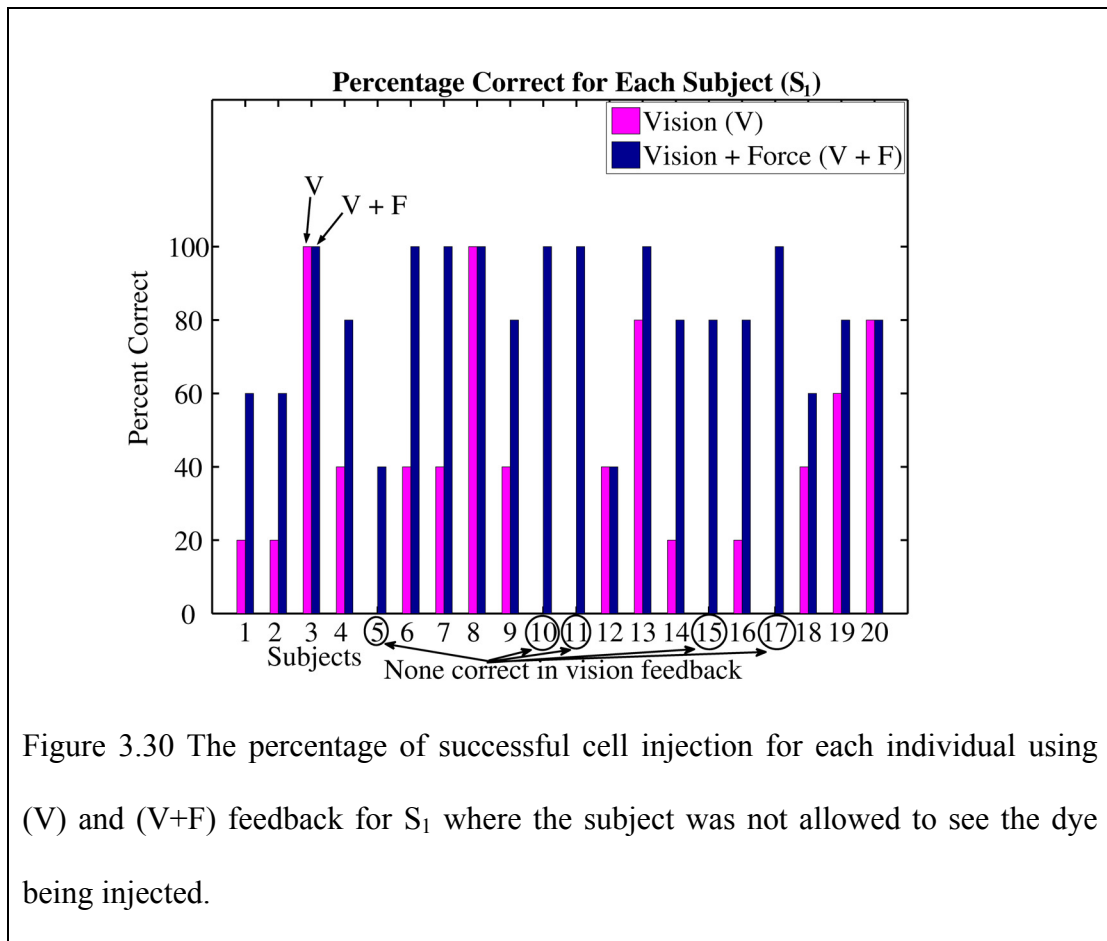 Percentage Correct for Each Subject (S₁)
Vision (V)
Vision + Force (V + F)
V
V + F
Percent Correct
100
80
60
40
20
0
1 2 3 4 5 6 7 8 9 10 11 12 13 14 15 16 17 18 19 20
Subjects
None correct in vision feedback
Figure 3.30 The percentage of successful cell injection for each individual using
(V) and (V+F) feedback for S₁ where the subject was not allowed to see the dye
being injected.